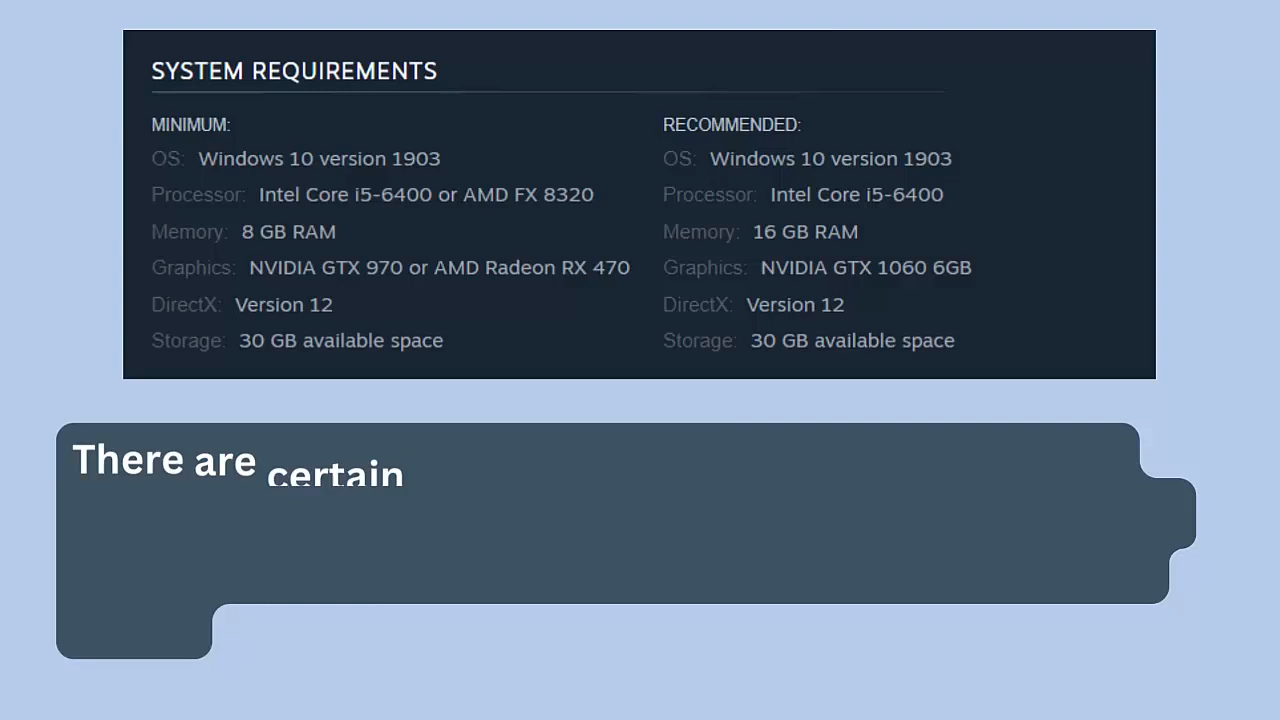 SYSTEM REQUIREMENTS
MINIMUM:
OS: Windows 10 version 1903
Processor: Intel Core i5-6400 or AMD FX 8320
Memory: 8 GB RAM
Graphics: NVIDIA GTX 970 or AMD Radeon RX 470
DirectX: Version 12
Storage: 30 GB available space
RECOMMENDED:
OS: Windows 10 version 1903
Processor: Intel Core i5-6400
Memory: 16 GB RAM
Graphics: NVIDIA GTX 1060 6GB
DirectX: Version 12
Storage: 30 GB available space
There are certain